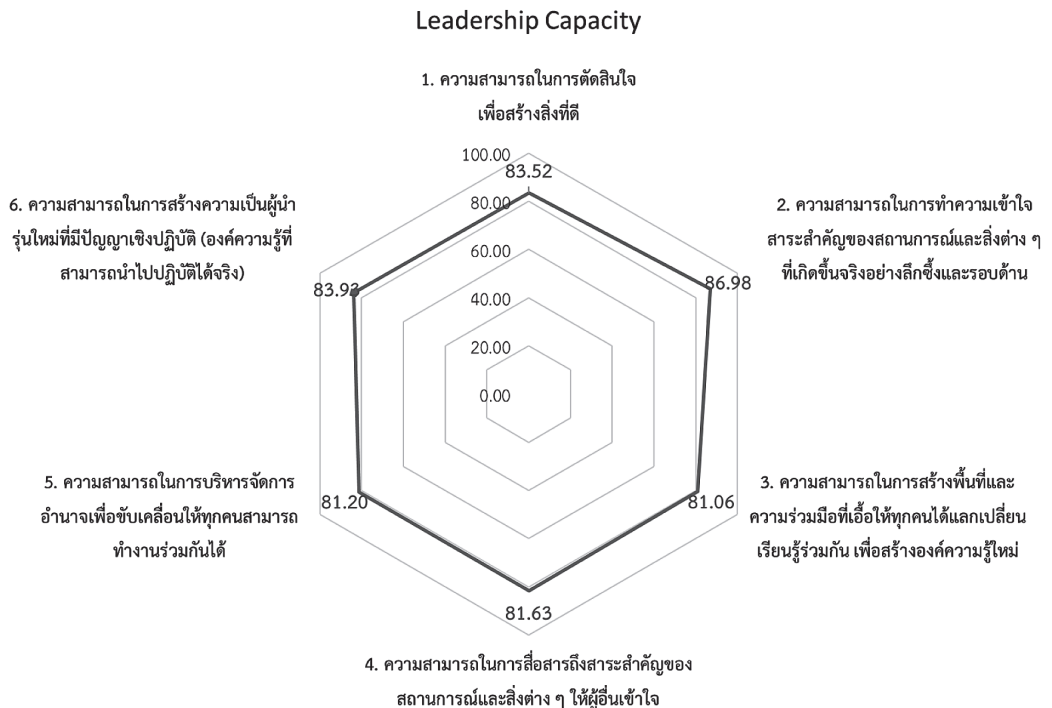 Leadership Capacity
1. ความสามารถในการตัดสินใจ
เพื่อสร้างสิ่งที่ดี
100.00
83.52
80.00
60.00
40.00
20.00
0.00
2. ความสามารถในการทำความเข้าใจ
สาระสำคัญของสถานการณ์และสิ่งต่าง ๆ
ที่เกิดขึ้นจริงอย่างลึกซึ้งและรอบด้าน
86.98
3. ความสามารถในการสร้างพื้นที่และ
ความร่วมมือที่เอื้อให้ทุกคนได้แลกเปลี่ยน
เรียนรู้ร่วมกัน เพื่อสร้างองค์ความรู้ใหม่
81.06
81.63
4. ความสามารถในการสื่อสารถึงสาระสำคัญของ
สถานการณ์และสิ่งต่าง ๆ ให้ผู้อื่นเข้าใจ
5. ความสามารถในการบริหารจัดการ
อำนาจเพื่อขับเคลื่อนให้ทุกคนสามารถ
ทำงานร่วมกันได้
81.20
6. ความสามารถในการสร้างความเป็นผู้นำ
รุ่นใหม่ที่มีปัญญาเชิงปฏิบัติ (องค์ความรู้ที่
สามารถนำไปปฏิบัติได้จริง)
83.93